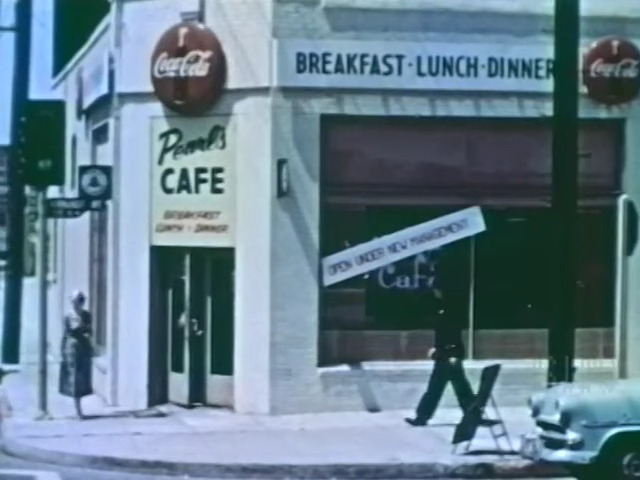 Coca-Cola
BREAKFAST·LUNCH·DINNER
Coca-Cola
Pearl's
CAFE
BREAKFAST
LUNCH - DINNER
OPEN UNDER NEW MANAGEMENT
Cafe